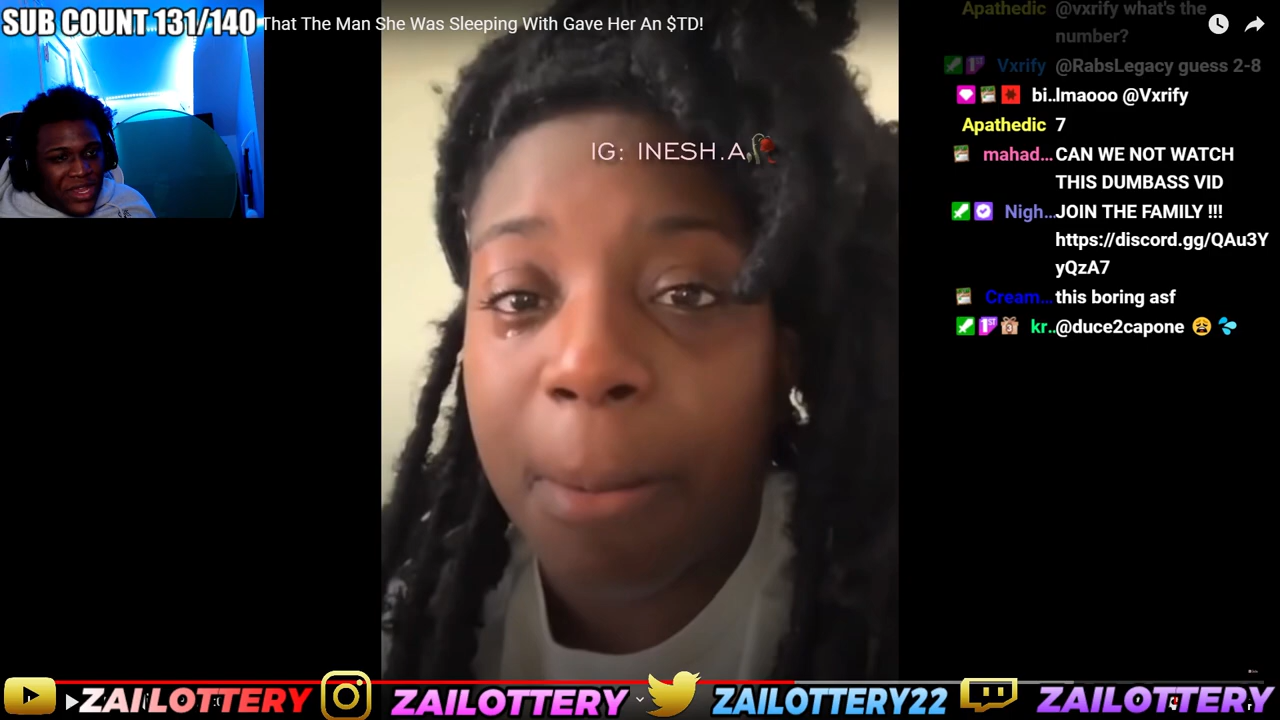 SUB COUNT 131/140
That The Man She Was Sleeping With Gave Her An $TD!
IG: INESH.A
Apathedic @vxrify what's the
number?
Vxrify @RabsLegacy guess 2-8
bi..lmaooo @Vxrify
Apathedic 7
mahad... CAN WE NOT WATCH
THIS DUMBASS VID
Nigh... JOIN THE FAMILY !!!
https://discord.gg/QAu3Y
yQzA7
Cream... this boring asf
kr.. @duce2capone 😩 💦
ZAILOTTERY
ZAILOTTERY
ZAILOTTERY22
ZAILOTTERY